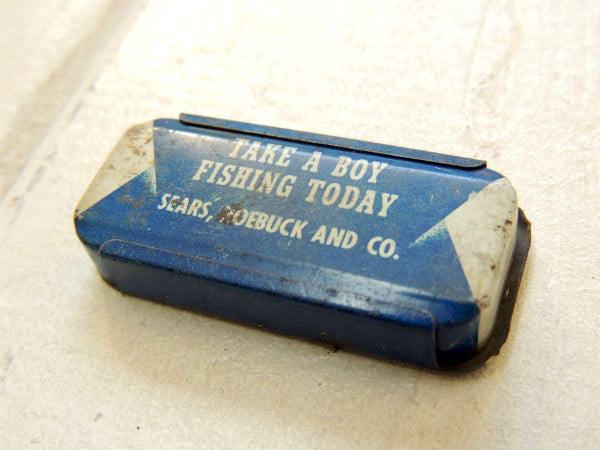 TAKE A BOY
FISHING TODAY
SEARS, ROEBUCK AND CO.